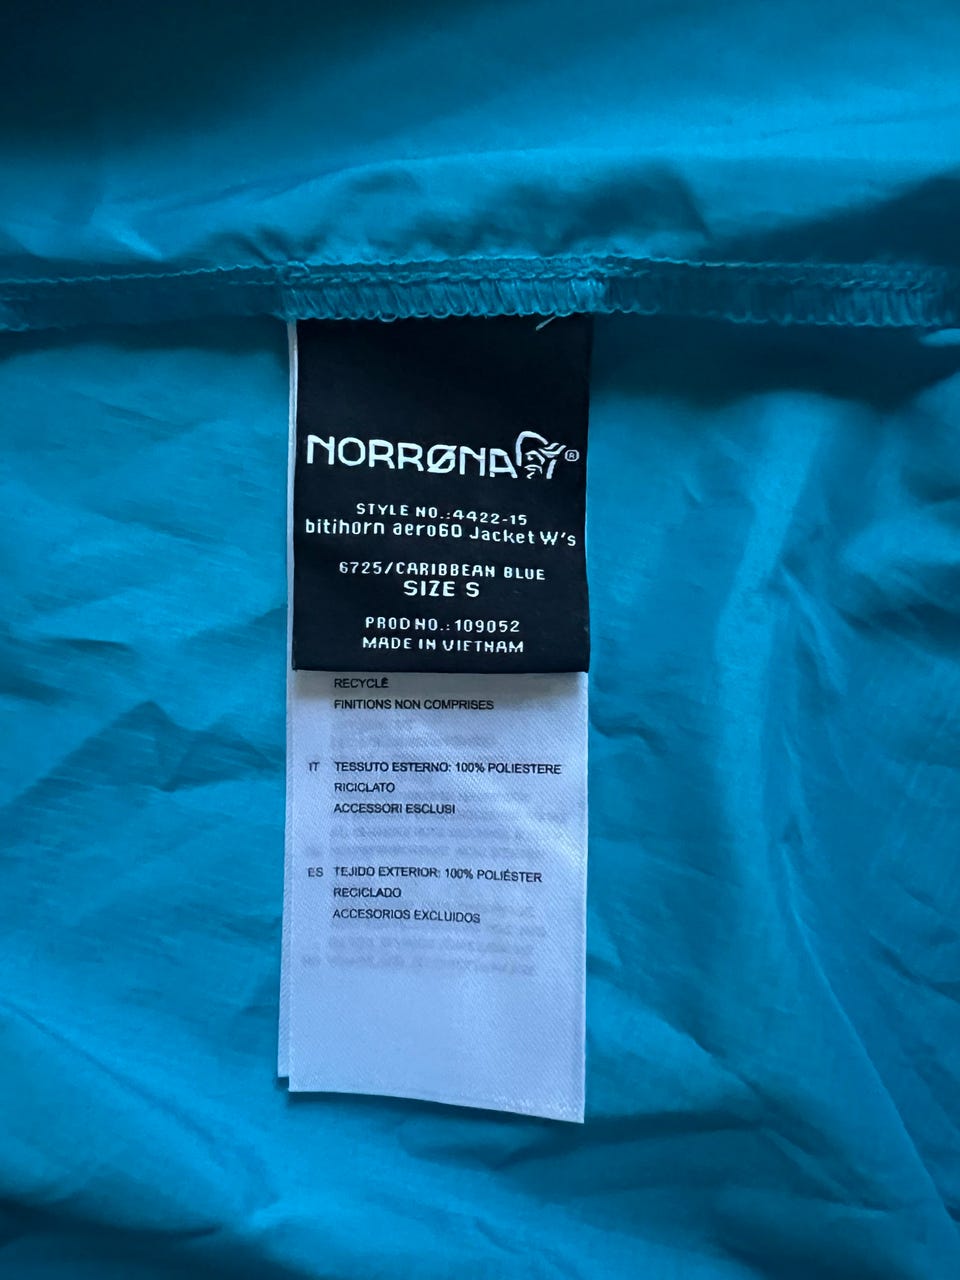 NORRØNA®
STYLE NO.:4422-15
bitihorn aero60 Jacket W's
6725/CARIBBEAN BLUE
SIZE S
PROD NO.:109052
MADE IN VIETNAM
RECYCLÉ
FINITIONS NON COMPRISES
IT TESSUTO ESTERNO: 100% POLIESTERE
RICICLATO
ACCESSORI ESCLUSI
ES TEJIDO EXTERIOR: 100% POLIÉSTER
RECICLADO
ACCESORIOS EXCLUIDOS